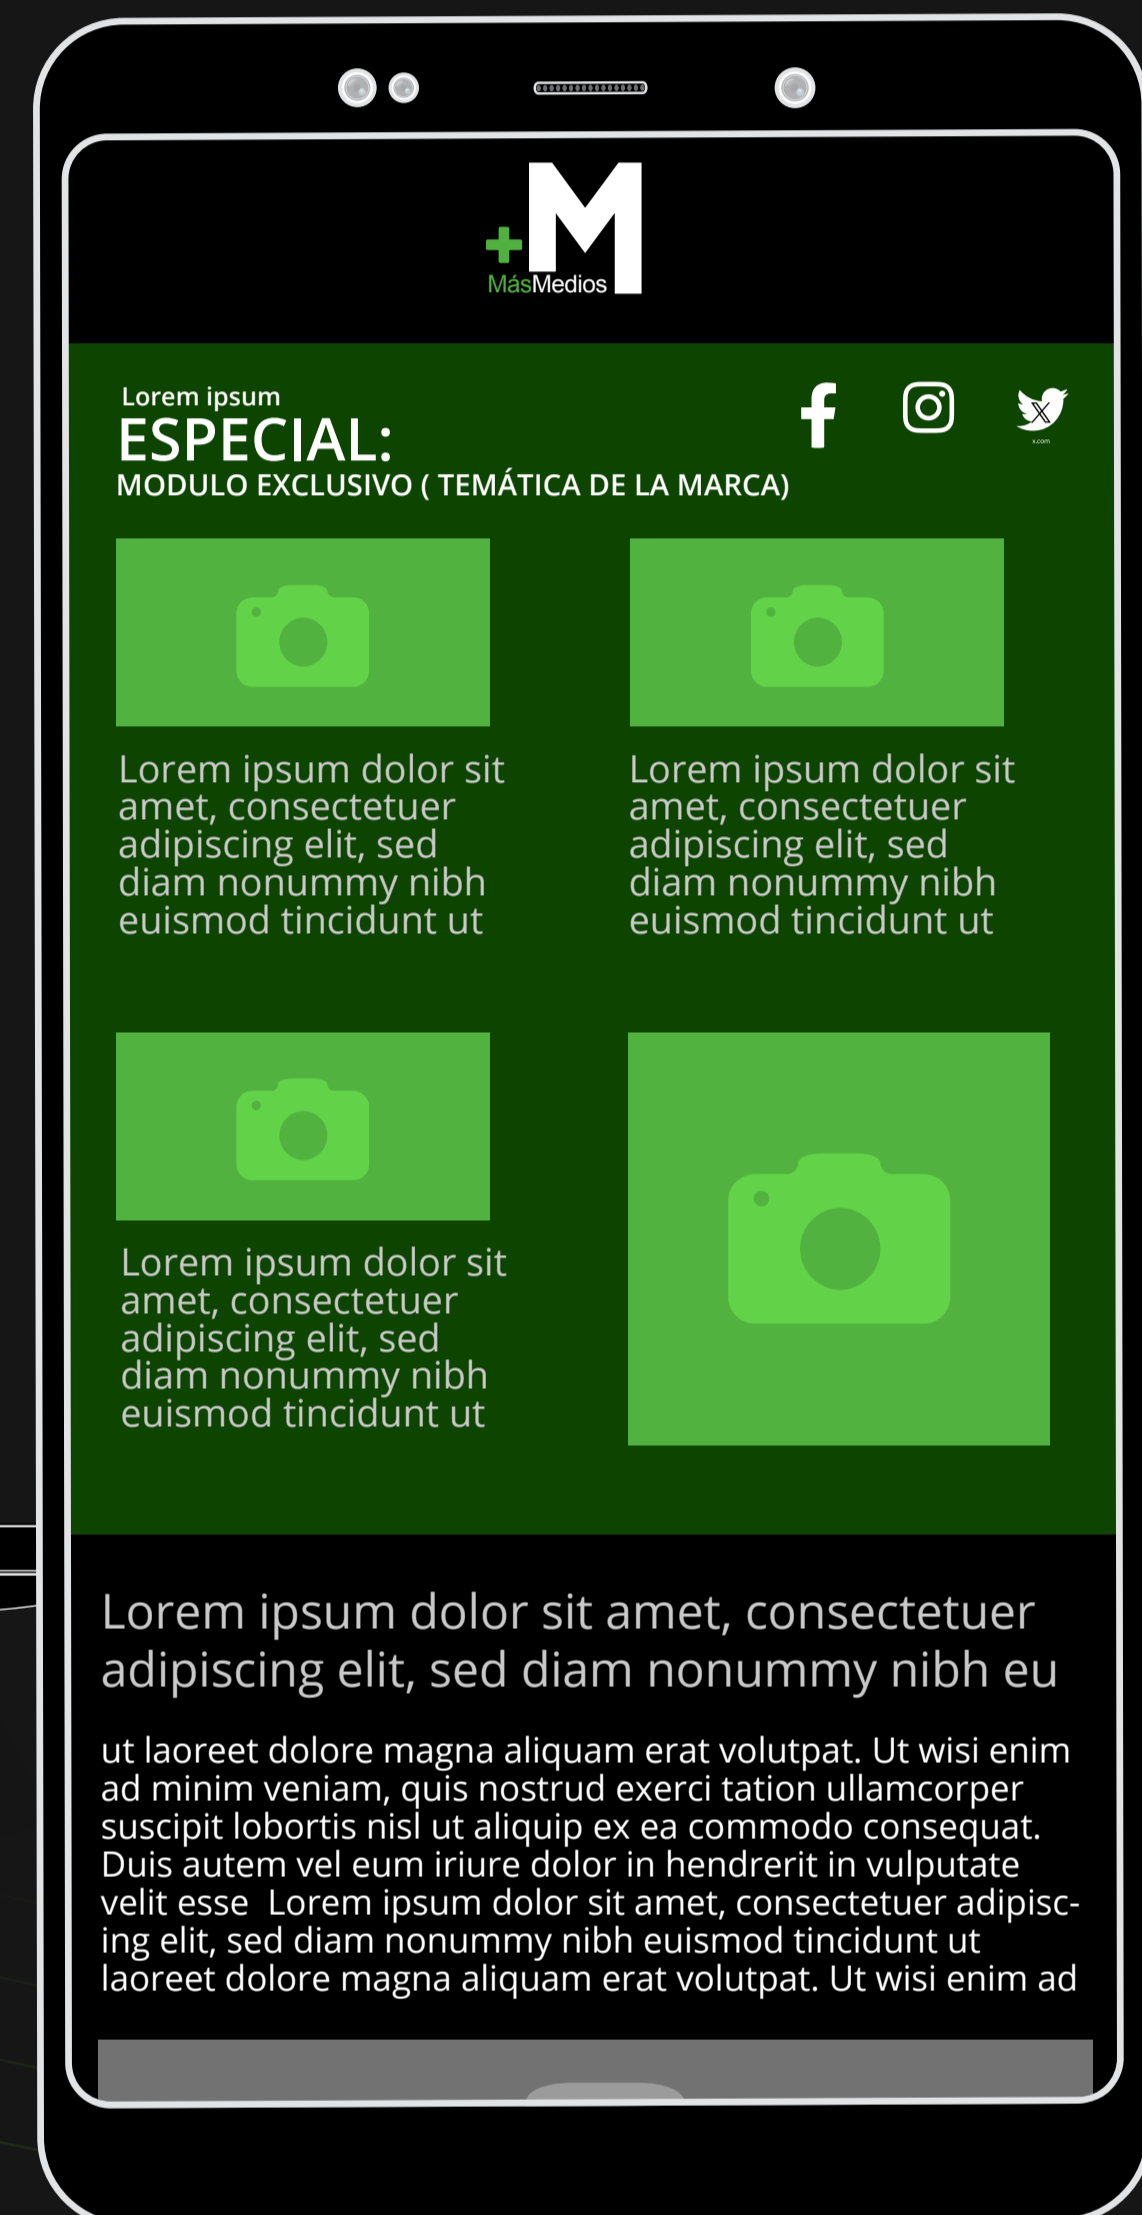 M
+
MásMedios
Lorem ipsum
ESPECIAL:
MODULO EXCLUSIVO ( TEMÁTICA DE LA MARCA)
f
X
x.com
Lorem ipsum dolor sit
amet, consectetuer
adipiscing elit, sed
diam nonummy nibh
euismod tincidunt ut
Lorem ipsum dolor sit
amet, consectetuer
adipiscing elit, sed
diam nonummy nibh
euismod tincidunt ut
Lorem ipsum dolor sit
amet, consectetuer
adipiscing elit, sed
diam nonummy nibh
euismod tincidunt ut
Lorem ipsum dolor sit amet, consectetuer
adipiscing elit, sed diam nonummy nibh eu
ut laoreet dolore magna aliquam erat volutpat. Ut wisi enim
ad minim veniam, quis nostrud exerci tation ullamcorper
suscipit lobortis nisl ut aliquip ex ea commodo consequat.
Duis autem vel eum iriure dolor in hendrerit in vulputate
velit esse  Lorem ipsum dolor sit amet, consectetuer adipisc-
ing elit, sed diam nonummy nibh euismod tincidunt ut
laoreet dolore magna aliquam erat volutpat. Ut wisi enim ad